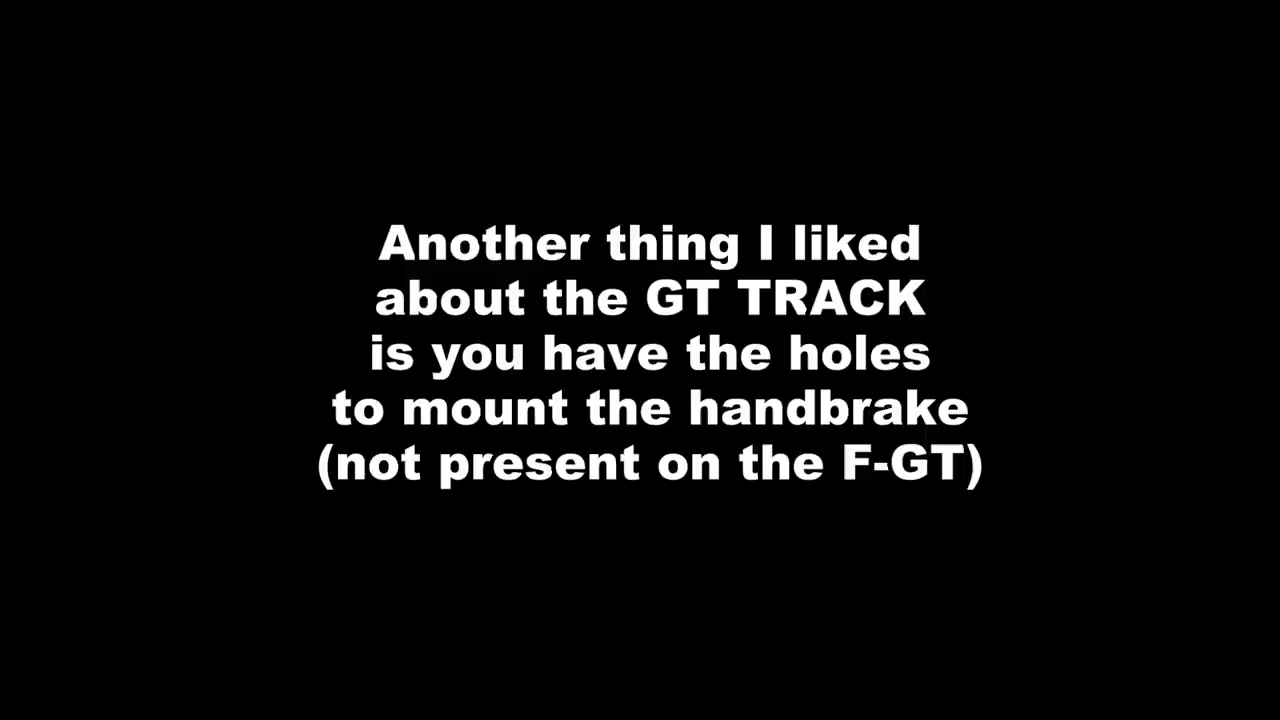 Another thing I liked
about the GT TRACK
is you have the holes
to mount the handbrake
(not present on the F-GT)